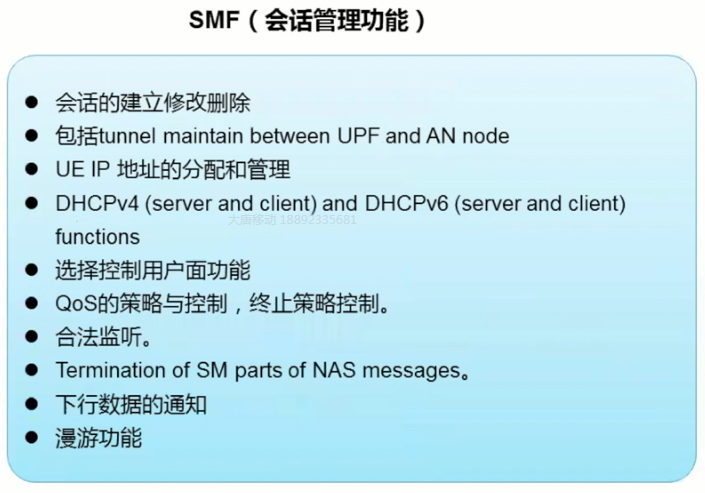 SMF（会话管理功能）
● 会话的建立修改删除
● 包括tunnel maintain between UPF and AN node
● UE IP 地址的分配和管理
● DHCPv4 (server and client) and DHCPv6 (server and client)
functions
大唐移动 18892335681
● 选择控制用户面功能
● QoS的策略与控制，终止策略控制。
● 合法监听。
● Termination of SM parts of NAS messages。
● 下行数据的通知
● 漫游功能